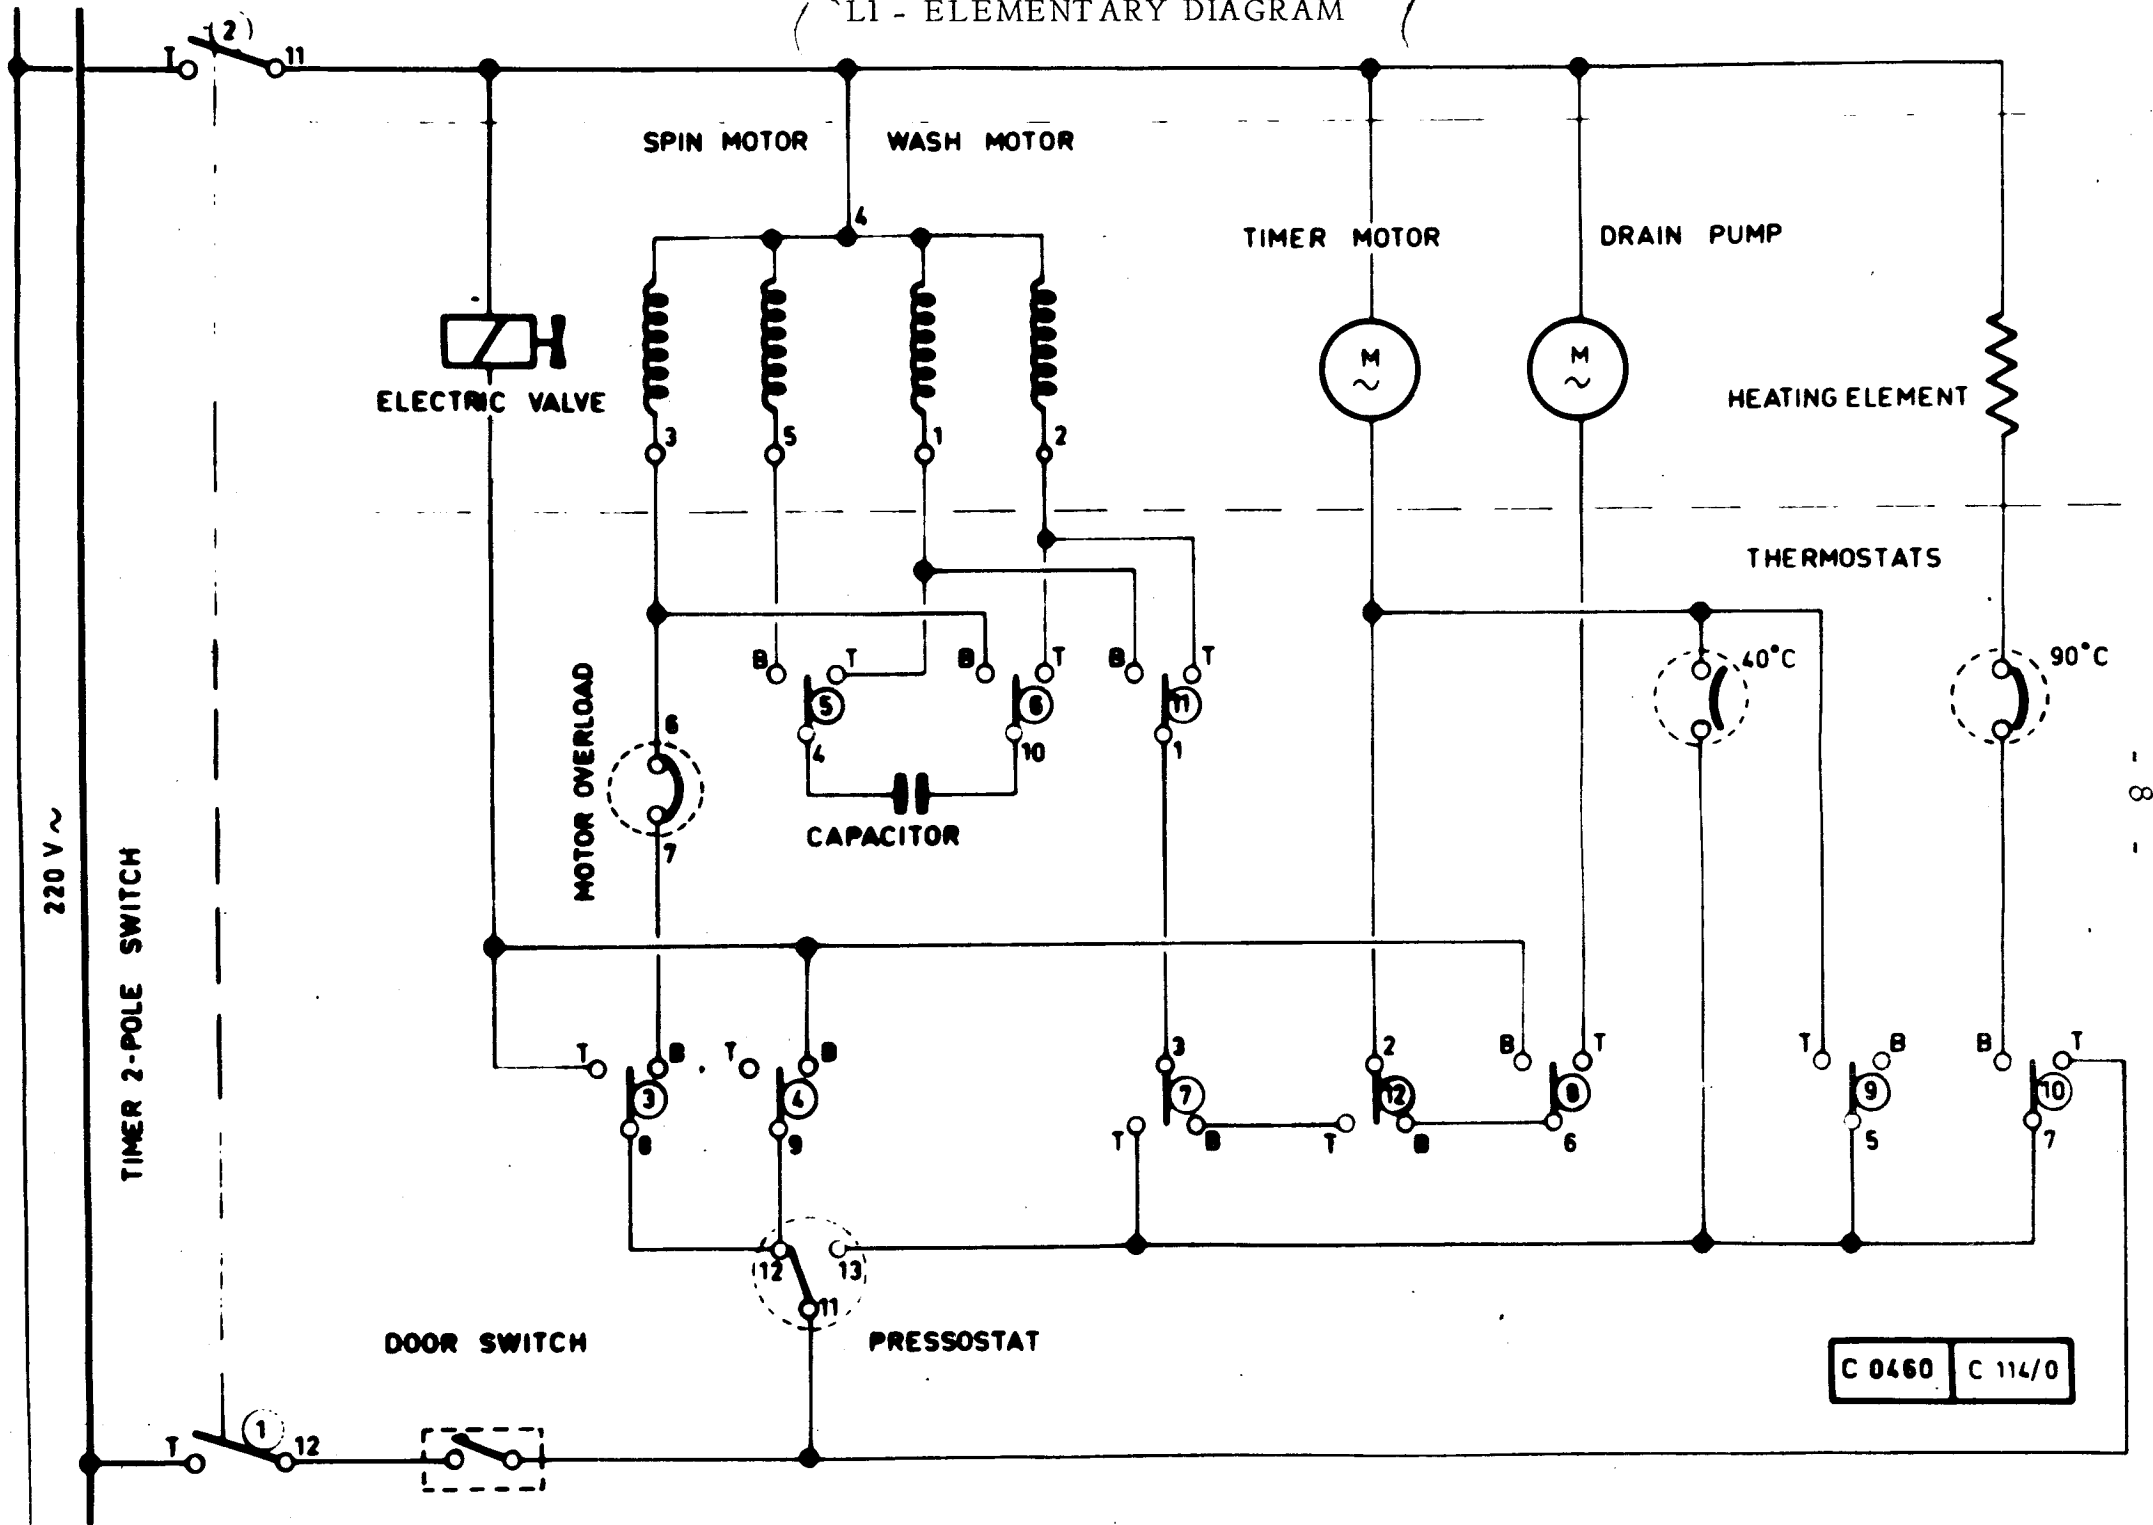 L1 - ELEMENTARY DIAGRAM
T 2 11
SPIN MOTOR WASH MOTOR
4
TIMER MOTOR DRAIN PUMP
M M
~ ~
ELECTRIC VALVE HEATING ELEMENT
3 5 1 2
THERMOSTATS
B T B T B T 40°C 90°C
5 6 11
6 4 10 1
MOTOR OVERLOAD
CAPACITOR
7
220 V ~
TIMER 2-POLE SWITCH
- 8 -
T B T B 3 2 B T T B B T
3 4 7 12 8 9 10
8 9 T B T B 6 5 7
12 13
11
DOOR SWITCH PRESSOSTAT
C 0460 C 114/0
T 1 12